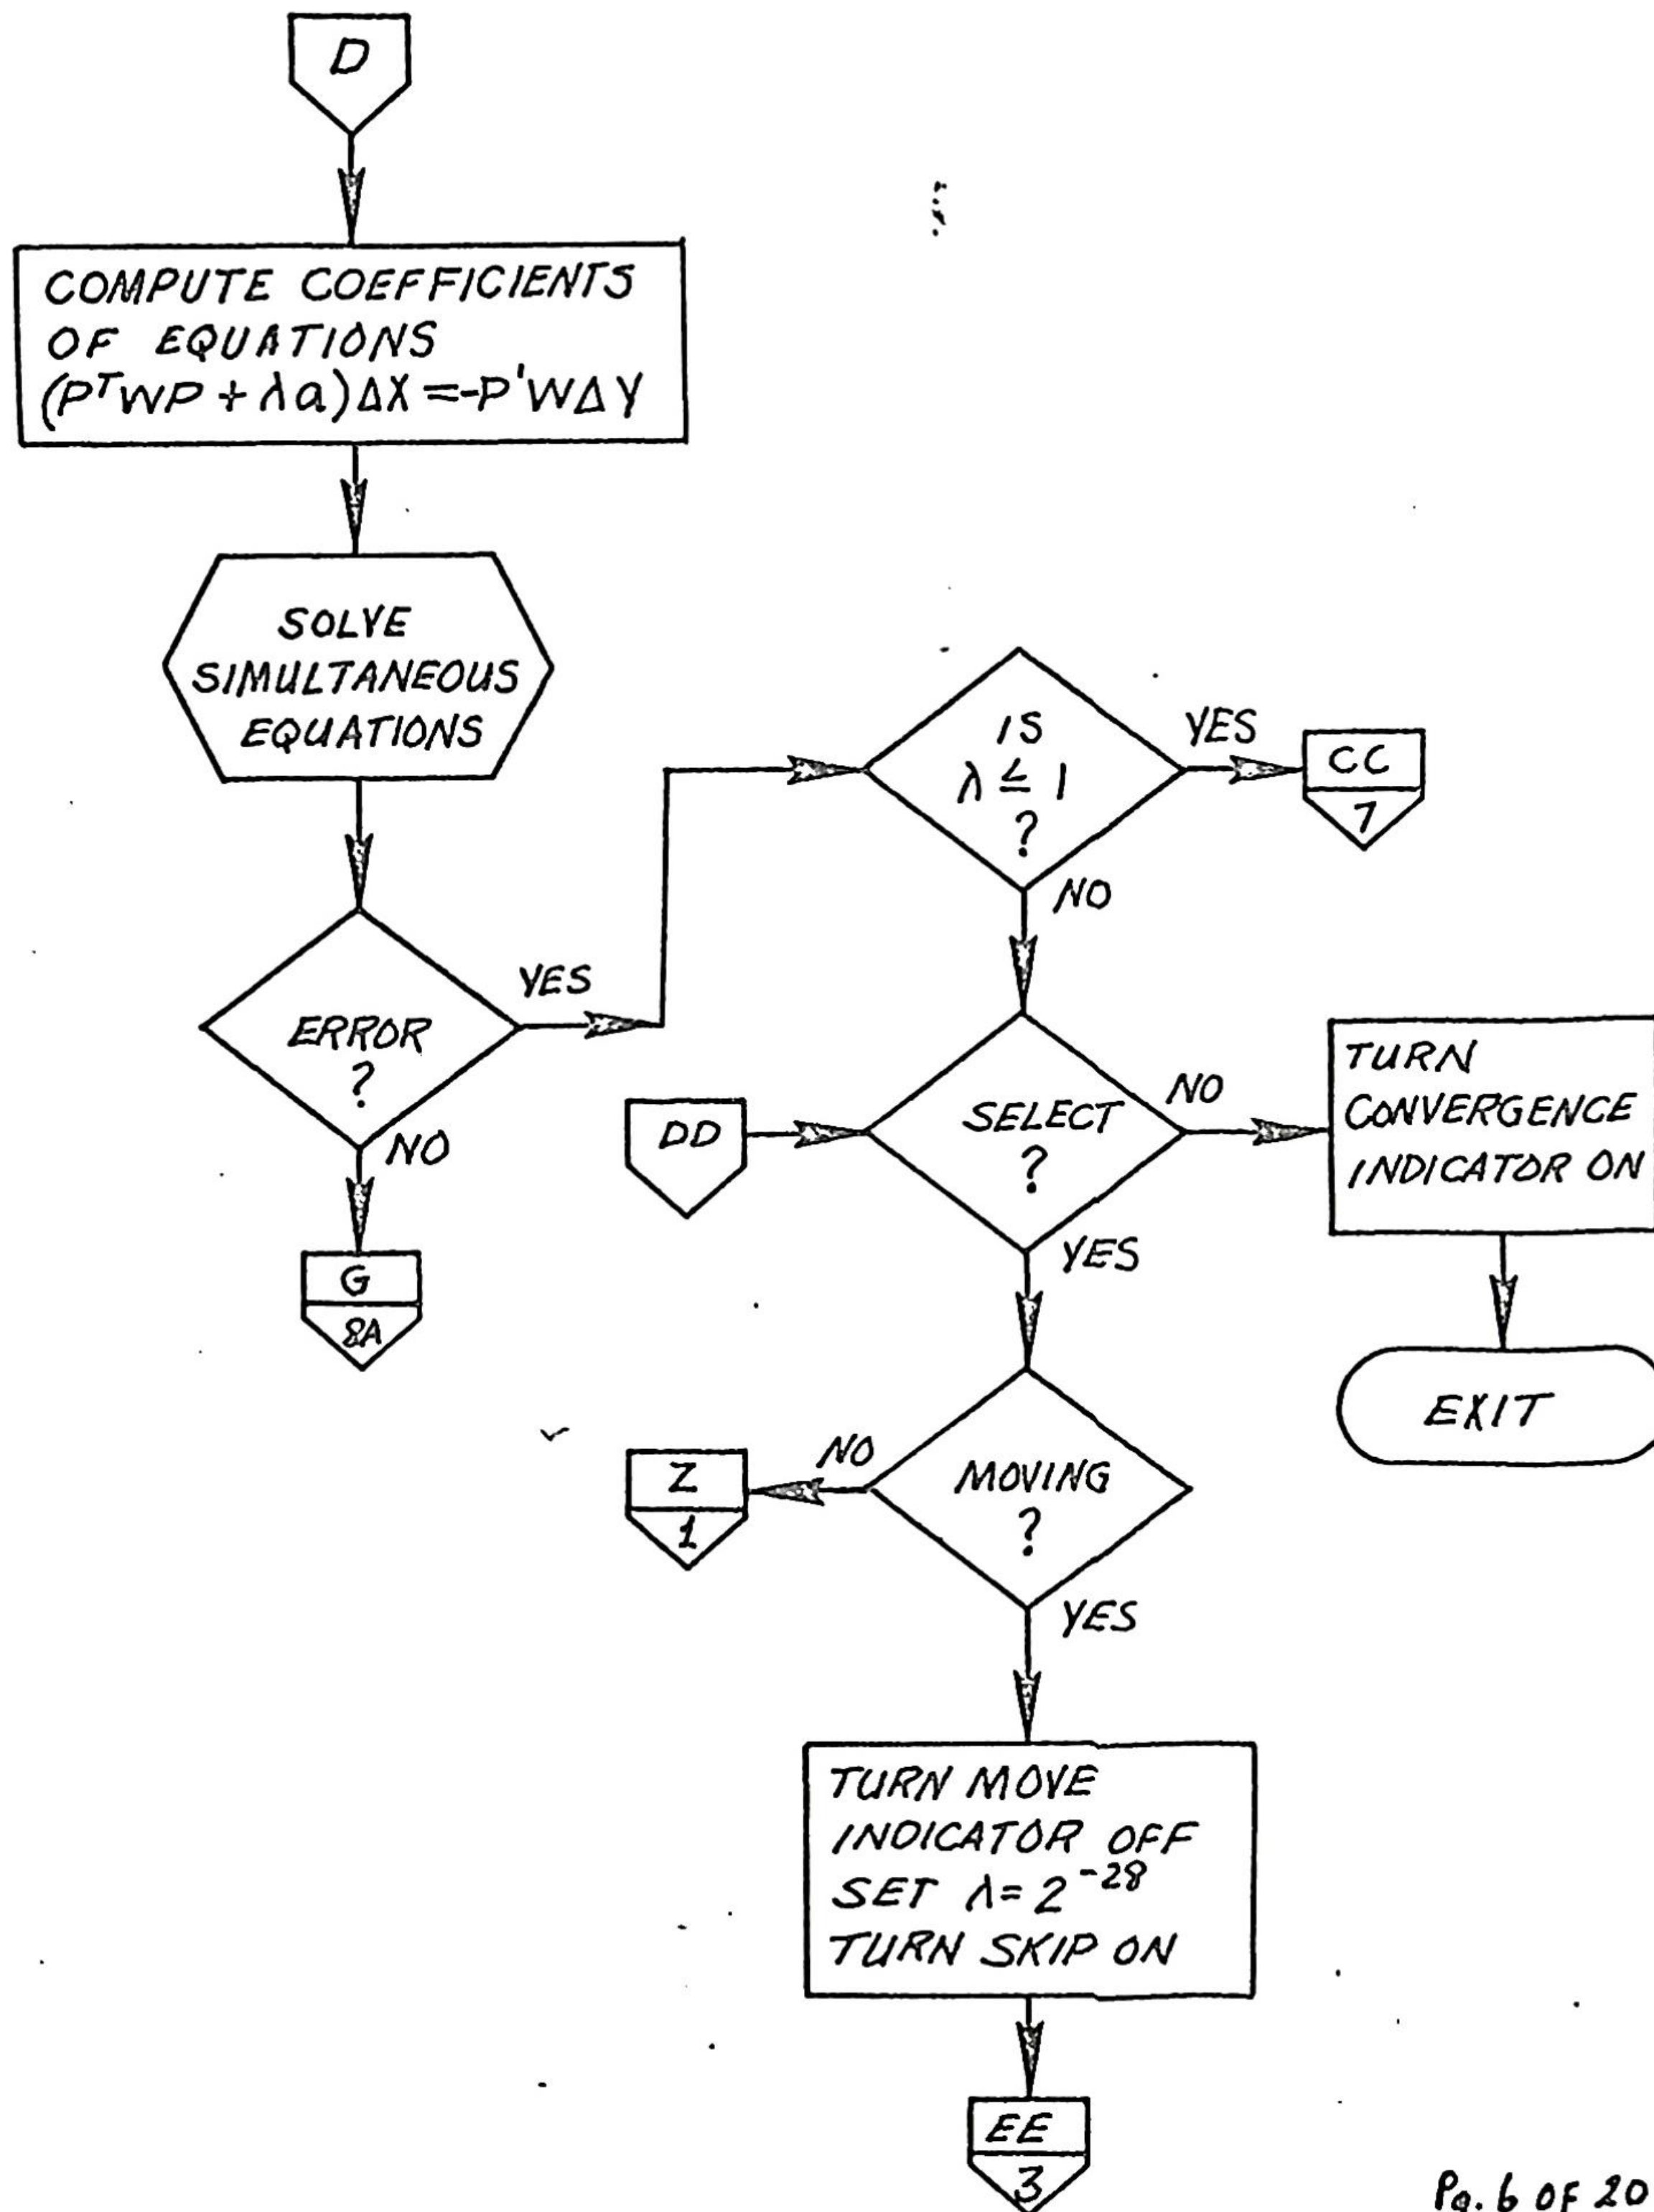 D
COMPUTE COEFFICIENTS
OF EQUATIONS
(PᵀWP + λa)ΔX =-P'WΔY
SOLVE
SIMULTANEOUS
EQUATIONS
ERROR
?
YES
NO
G
8A
IS
λ ≤ 1
?
YES
CC
7
NO
DD
SELECT
?
NO
TURN
CONVERGENCE
INDICATOR ON
EXIT
YES
MOVING
?
NO
Z
1
YES
TURN MOVE
INDICATOR OFF
SET λ = 2⁻²⁸
TURN SKIP ON
EE
3
Pg. 6 OF 20